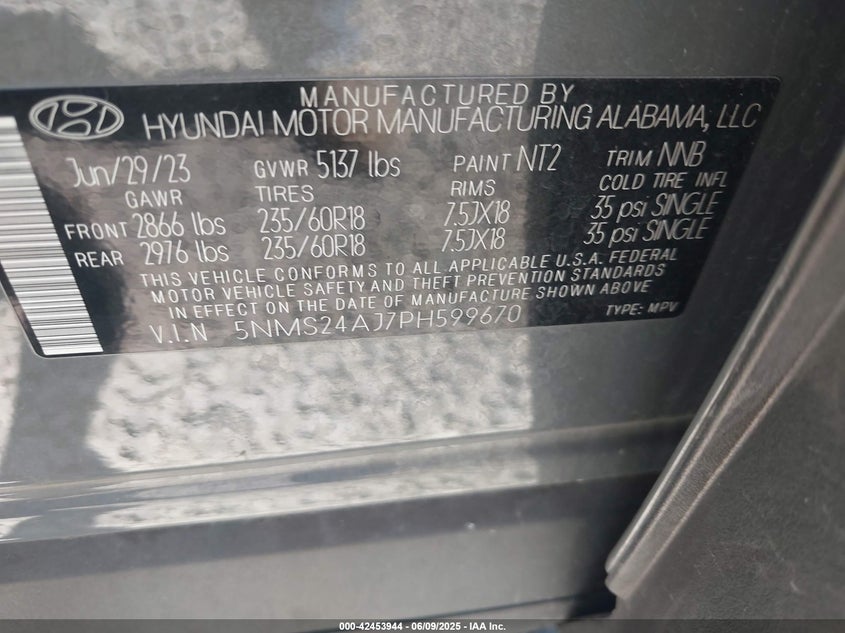 MANUFACTURED BY
HYUNDAI MOTOR MANUFACTURING ALABAMA, LLC
Jun/29/23 GVWR 5137 lbs PAINT NT2 TRIM NNB
GAWR TIRES RIMS COLD TIRE INFL
FRONT 2866 lbs 235/60R18 7.5JX18 35 psi SINGLE
REAR 2976 lbs 235/60R18 7.5JX18 35 psi SINGLE
THIS VEHICLE CONFORMS TO ALL APPLICABLE U.S.A. FEDERAL
MOTOR VEHICLE SAFETY AND THEFT PREVENTION STANDARDS
IN EFFECT ON THE DATE OF MANUFACTURE SHOWN ABOVE
V.I.N 5NMS24AJ7PH599670 TYPE: MPV
000-42453944 - 06/09/2025 - IAA Inc.